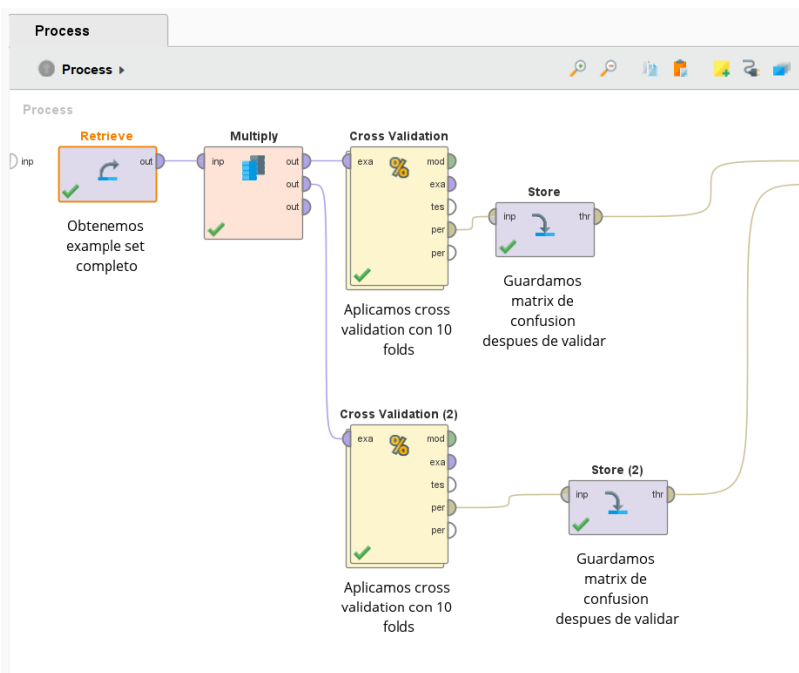 Process
Process
Process
inp
Retrieve
out
Obtenemos
example set
completo
Multiply
inp
out
out
out
Cross Validation
exa
mod
exa
tes
per
per
Aplicamos cross
validation con 10
folds
Store
inp
thr
Guardamos
matrix de
confusion
despues de validar
Cross Validation (2)
exa
mod
exa
tes
per
per
Aplicamos cross
validation con 10
folds
Store (2)
inp
thr
Guardamos
matrix de
confusion
despues de validar